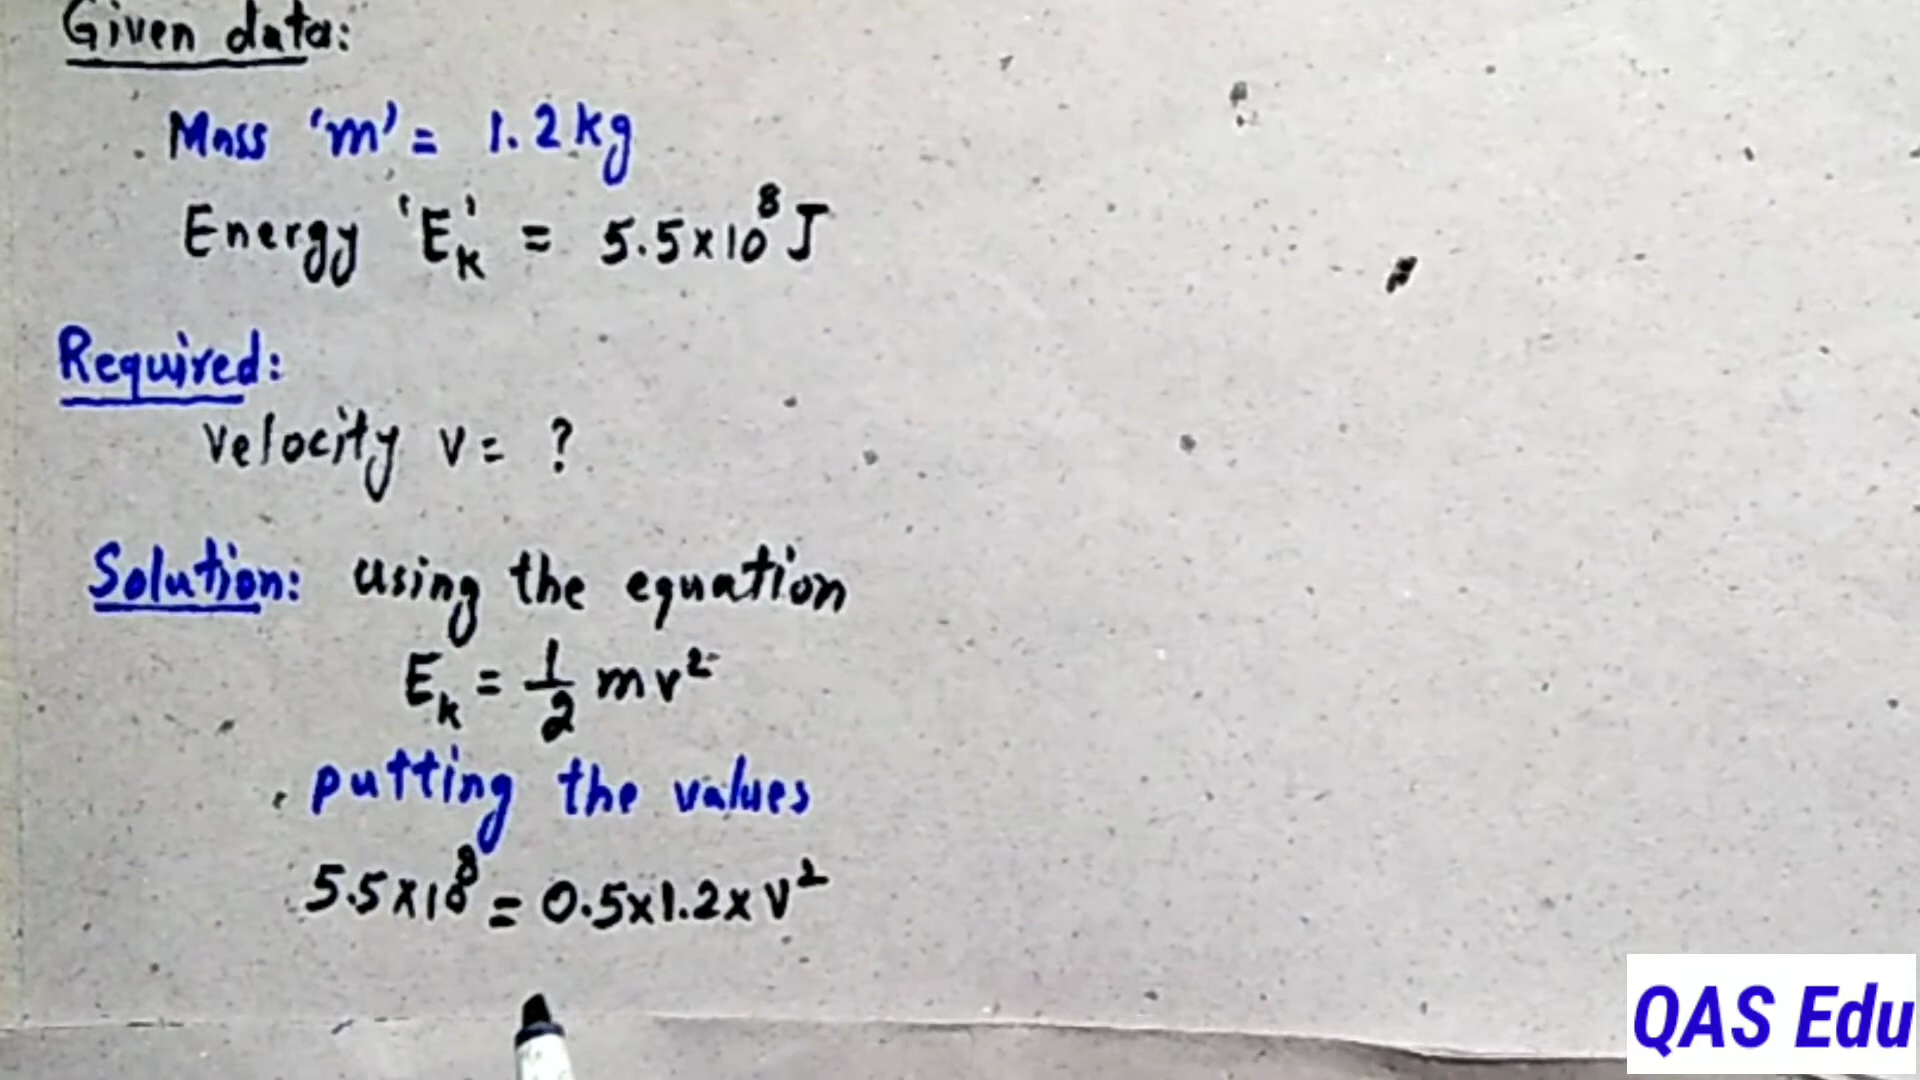 Given data:
Mass 'm' = 1.2 kg
Energy 'Eₖ' = 5.5×10⁸ J
Required:
Velocity v = ?
Solution: using the equation
Eₖ = 1/2 mv²
putting the values
5.5×10⁸ = 0.5×1.2×v²
QAS Edu